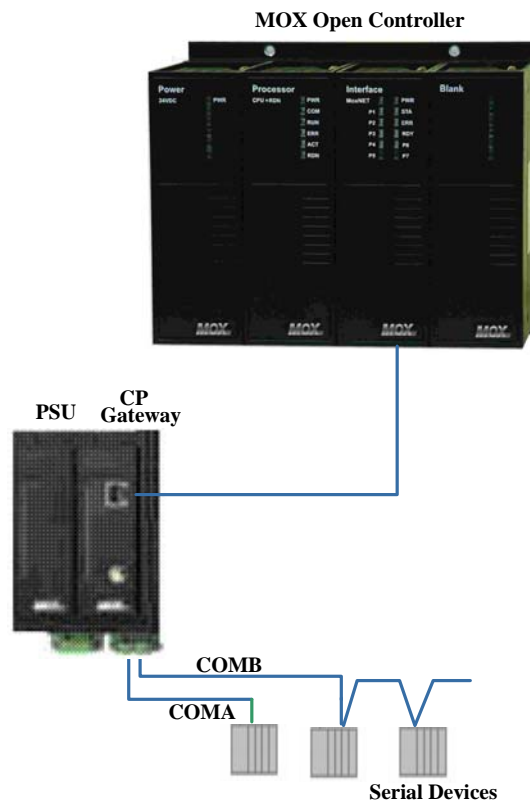 MOX Open Controller
Power
24VDC
PWR
Processor
CPU+RDN
PWR
COM
RUN
ERR
ACT
RDN
Interface
MoxNET
PWR
P1 STA
P2 ERR
P3 RDY
P4 P6
P5 P7
Blank
MOX
MOX
MOX
MOX
PSU
CP
Gateway
COMB
COMA
Serial Devices